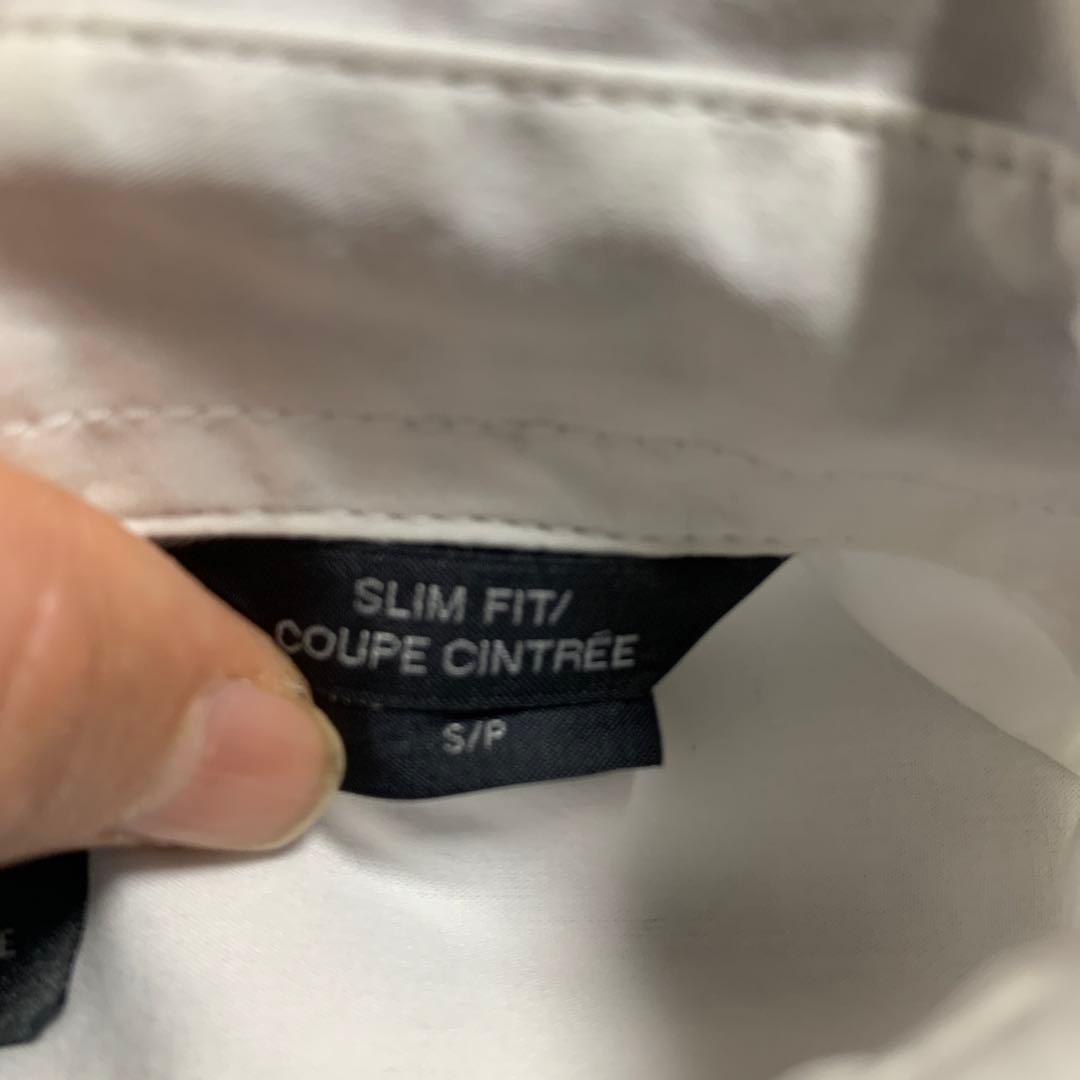 SLIM FIT/
COUPE CINTRÉE
S/P
E